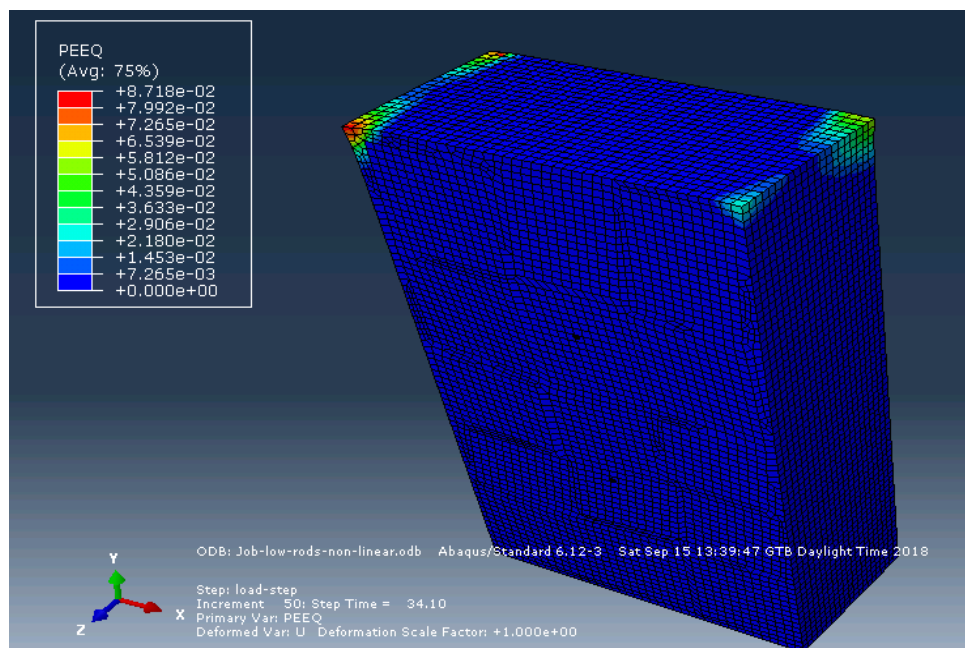 PEEQ
(Avg: 75%)
+8.718e-02
+7.992e-02
+7.265e-02
+6.539e-02
+5.812e-02
+5.086e-02
+4.359e-02
+3.633e-02
+2.906e-02
+2.180e-02
+1.453e-02
+7.265e-03
+0.000e+00
Y
X
Z
ODB: Job-low-rods-non-linear.odb Abaqus/Standard 6.12-3 Sat Sep 15 13:39:47 GTB Daylight Time 2018
Step: load-step
Increment 50: Step Time = 34.10
Primary Var: PEEQ
Deformed Var: U Deformation Scale Factor: +1.000e+00